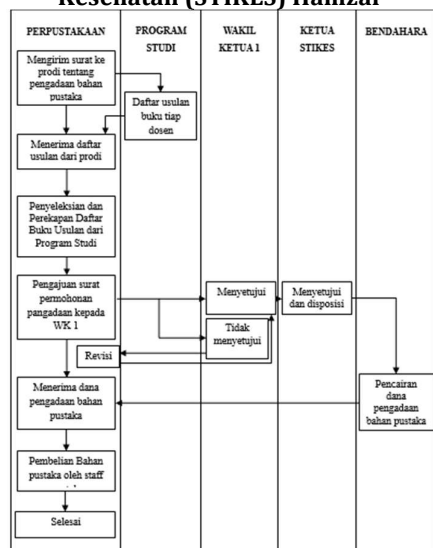 Kesehatan (STIKES) Hamzar
PERPUSTAKAAN
PROGRAM
STUDI
WAKIL
KETUA 1
KETUA
STIKES
BENDAHARA
Mengirim surat ke
prodi tentang
pengadaan bahan
pustaka
Daftar usulan
buku tiap
dosen
Menerima daftar
usulan dari prodi
Penyeleksian dan
Perekapan Daftar
Buku Usulan dari
Program Studi
Pengajuan surat
permohonan
pangadaan kepada
WK 1
Menyetujui
Menyetujui
dan disposisi
Tidak
menyetujui
Revisi
Menerima dana
pengadaan bahan
pustaka
Pencairan
dana
pengadaan
bahan pustaka
Pembelian Bahan
pustaka oleh staff
Selesai